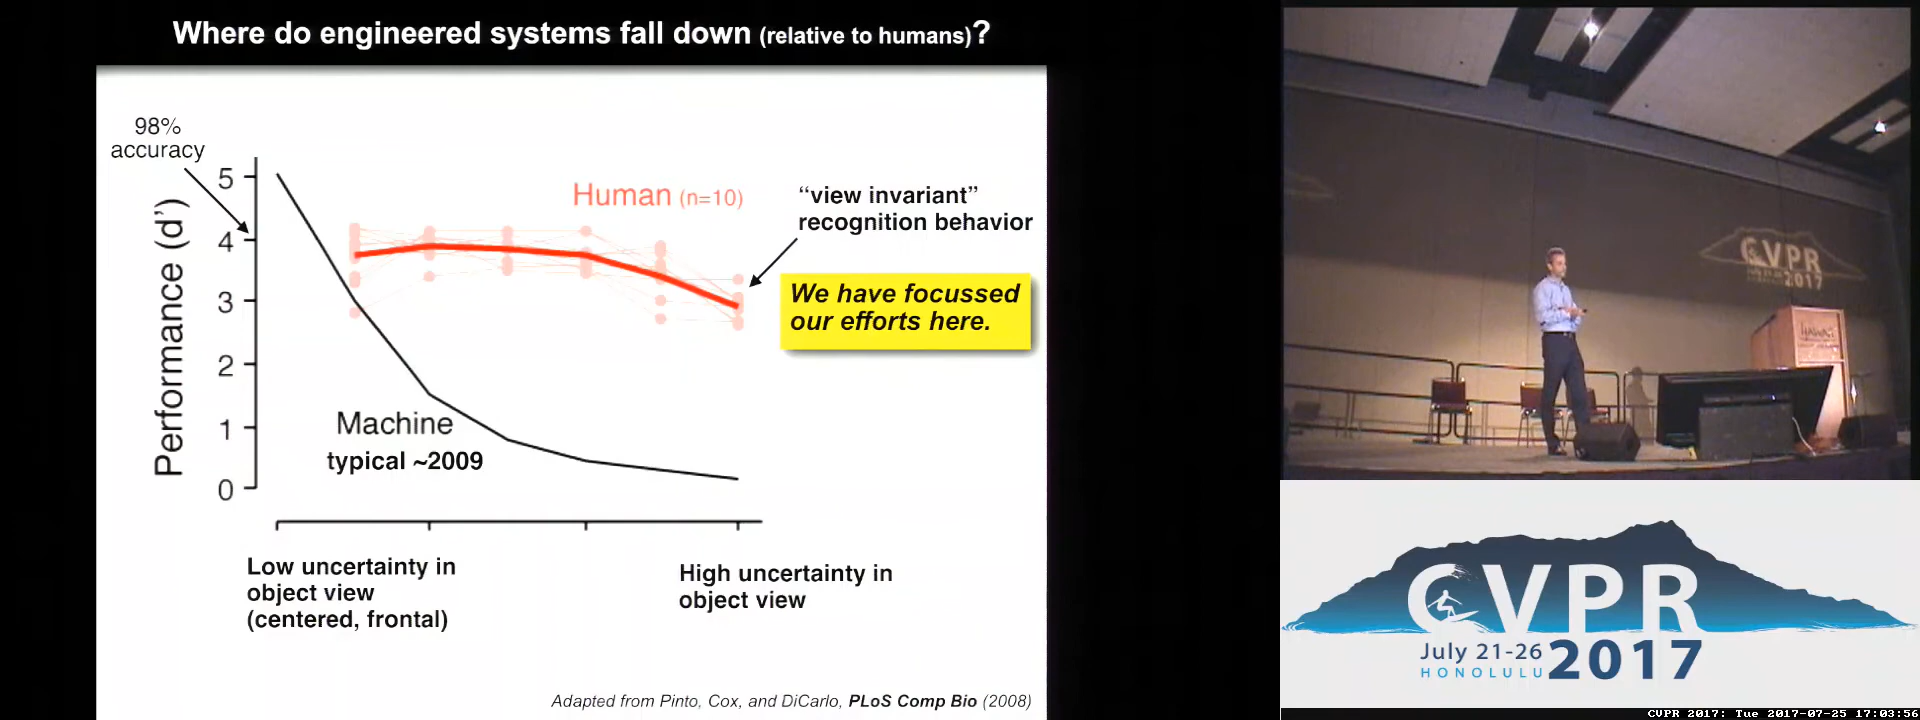 Where do engineered systems fall down (relative to humans)?
98%
accuracy
Performance (d')
5
4
3
2
1
0
Human (n=10)
"view invariant"
recognition behavior
We have focussed
our efforts here.
Machine
typical ~2009
Low uncertainty in
object view
(centered, frontal)
High uncertainty in
object view
Adapted from Pinto, Cox, and DiCarlo, PLoS Comp Bio (2008)
CVPR
2017
CVPR
July 21-26
HONOLULU
2017
CVPR 2017: Tue 2017-07-25 17:03:56